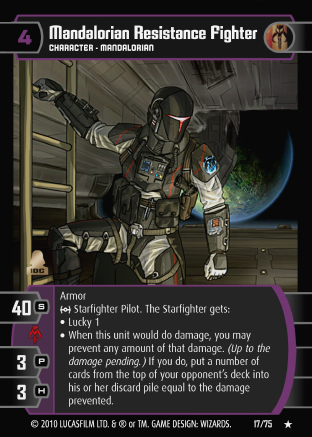 4
Mandalorian Resistance Fighter
CHARACTER - MANDALORIAN
IDC
40 S
3 P
3 H
Armor
Starfighter Pilot. The Starfighter gets:
• Lucky 1
• When this unit would do damage, you may
prevent any amount of that damage. (Up to the
damage pending.) If you do, put a number of
cards from the top of your opponent's deck into
his or her discard pile equal to the damage
prevented.
© 2010 LUCASFILM LTD. & ® or TM. GAME DESIGN: WIZARDS.
17/75